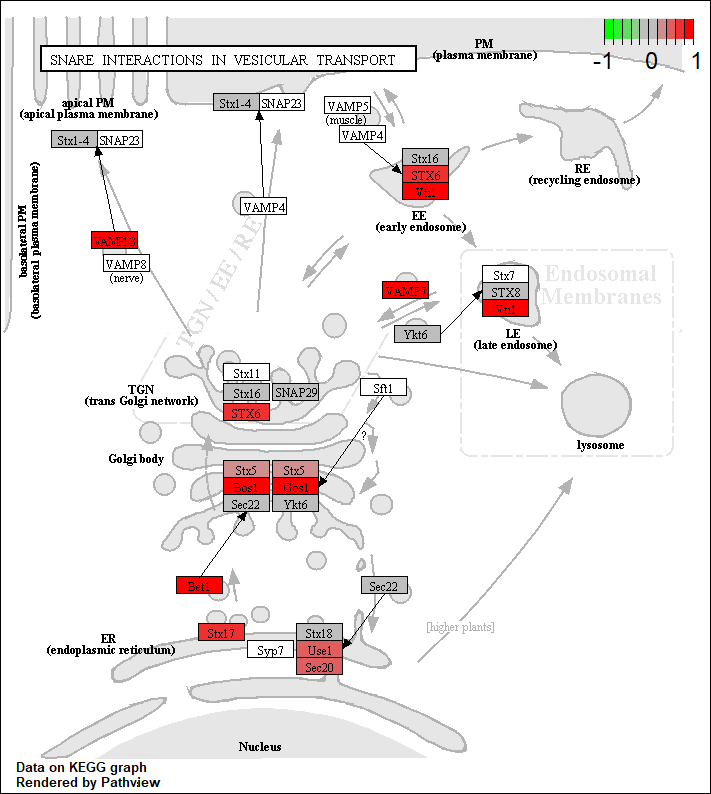 PM
(plasma membrane)
-1 0 1
SNARE INTERACTIONS IN VESICULAR TRANSPORT
apical PM
(apical plasma membrane)
Stx1-4 SNAP23
Stx1-4 SNAP23
VAMP5
(muscle)
VAMP4
Stx16
STX6
Vti1
EE
(early endosome)
RE
(recycling endosome)
basolateral PM
(basolateral plasma membrane)
VAMP4
VAMP1-3
VAMP8
(nerve)
TGN / EE / RE
Endosomal
Membranes
Stx7
STX8
Vti1
VAMP7
Ykt6
LE
(late endosome)
Stx11
Stx16 SNAP29
STX6
TGN
(trans Golgi network)
Sft1
?
lysosome
Golgi body
Stx5 Stx5
Bos1 Gos1
Sec22 Ykt6
Bet1
Sec22
Stx17
Stx18
Syp7
Use1
Sec20
ER
(endoplasmic reticulum)
[higher plants]
Nucleus
Data on KEGG graph
Rendered by Pathview